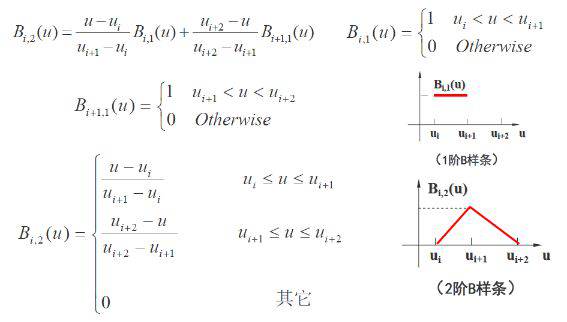 B_{i,2}(u) = \frac{u-u_i}{u_{i+1}-u_i} B_{i,1}(u) + \frac{u_{i+2}-u}{u_{i+2}-u_{i+1}} B_{i+1,1}(u)
B_{i,1}(u) = \begin{cases} 1 & u_i < u < u_{i+1} \\ 0 & Otherwise \end{cases}
B_{i+1,1}(u) = \begin{cases} 1 & u_{i+1} < u < u_{i+2} \\ 0 & Otherwise \end{cases}
B_{i,1}(u)
u_i u_{i+1} u_{i+2} u
(1阶B样条)
B_{i,2}(u) = \begin{cases} \frac{u-u_i}{u_{i+1}-u_i} & u_i \leq u \leq u_{i+1} \\ \frac{u_{i+2}-u}{u_{i+2}-u_{i+1}} & u_{i+1} \leq u \leq u_{i+2} \\ 0 & 其它 \end{cases}
B_{i,2}(u)
u_i u_{i+1} u_{i+2} u
(2阶B样条)